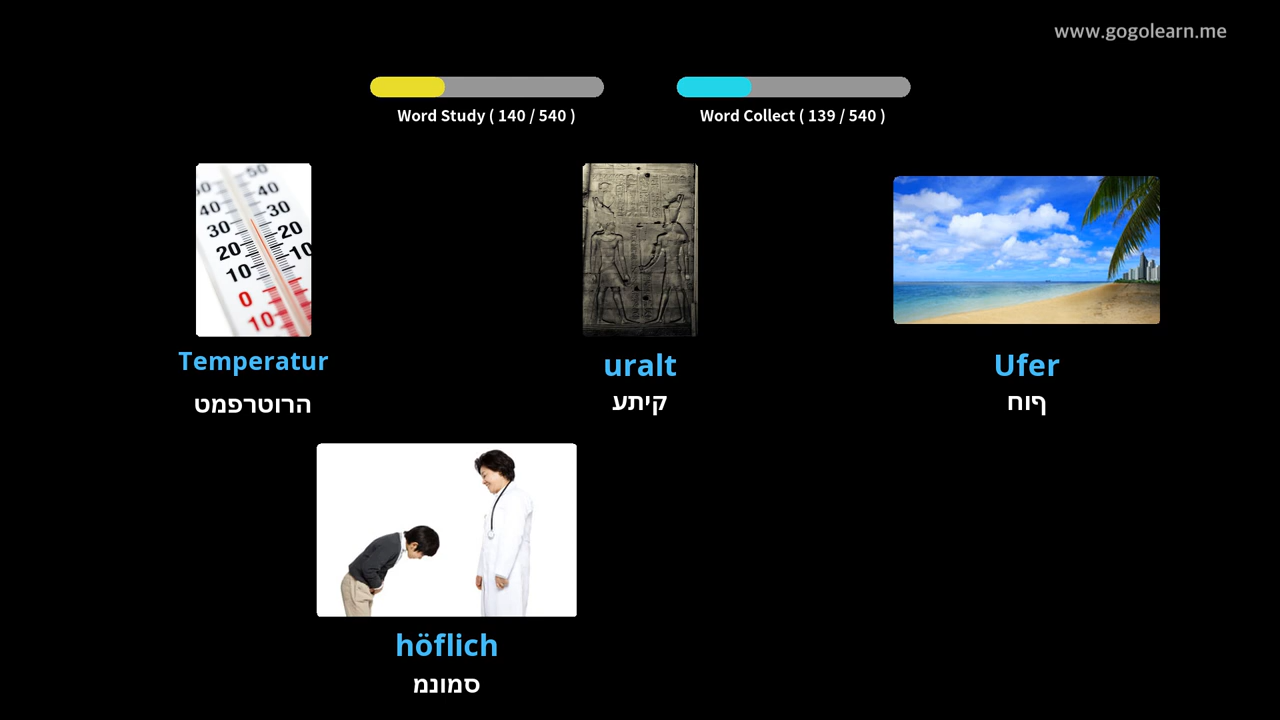 www.gogolearn.me
Word Study ( 140 / 540 )
Word Collect ( 139 / 540 )
Temperatur
הרוטרפמט
uralt
קיתע
Ufer
ףוח
höflich
סמונמ